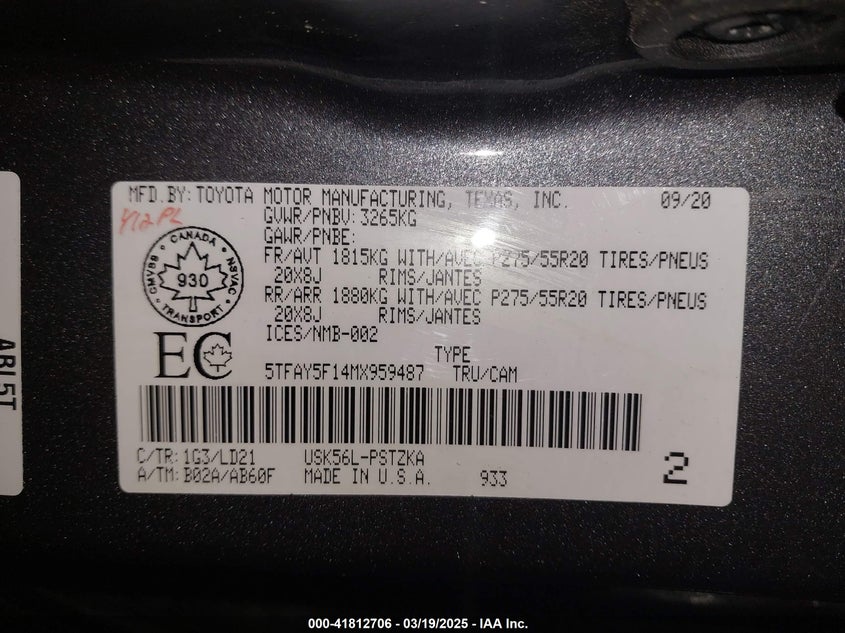 MFD.BY: TOYOTA MOTOR MANUFACTURING, TEXAS, INC. 09/20
GVWR/PNBV: 3265KG
GAWR/PNBE:
FR/AVT 1815KG WITH/AVEC P275/55R20 TIRES/PNEUS
20X8J RIMS/JANTES
RR/ARR 1880KG WITH/AVEC P275/55R20 TIRES/PNEUS
20X8J RIMS/JANTES
ICES/NMB-002
CANADA
CMVSS 930 NSVAC
TRANSPORT
EC
TYPE
5TFAY5F14MX959487 TRU/CAM
C/TR: 1G3/LD21 USK56L-PSTZKA
A/TM: B02A/AB60F MADE IN U.S.A. 933
2
ABL5T
000-41812706 - 03/19/2025 - IAA Inc.